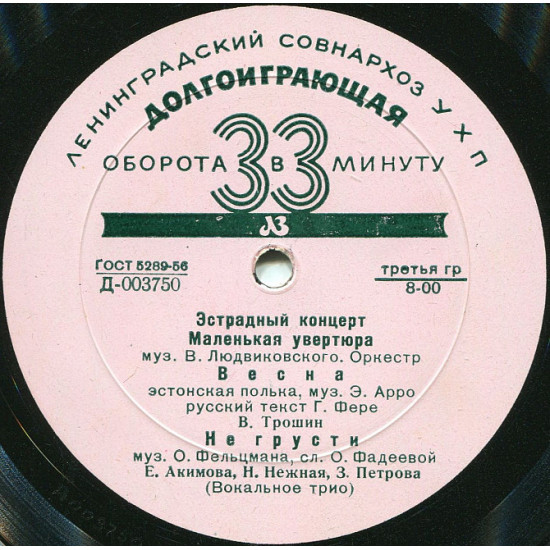 ЛЕНИНГРАДСКИЙ СОВНАРХОЗ УХП
ДОЛГОИГРАЮЩАЯ
ОБОРОТА 33 В МИНУТУ
ЛЗ
ГОСТ 5289-56
Д-003750
третья гр
8-00
Эстрадный концерт
Маленькая увертюра
муз. В. Людвиковского. Оркестр
Весна
эстонская полька, муз. Э. Арро
русский текст Г. Фере
В. Трошин
Не грусти
муз. О. Фельцмана, сл. О. Фадеевой
Е. Акимова, Н. Нежная, З. Петрова
(Вокальное трио)